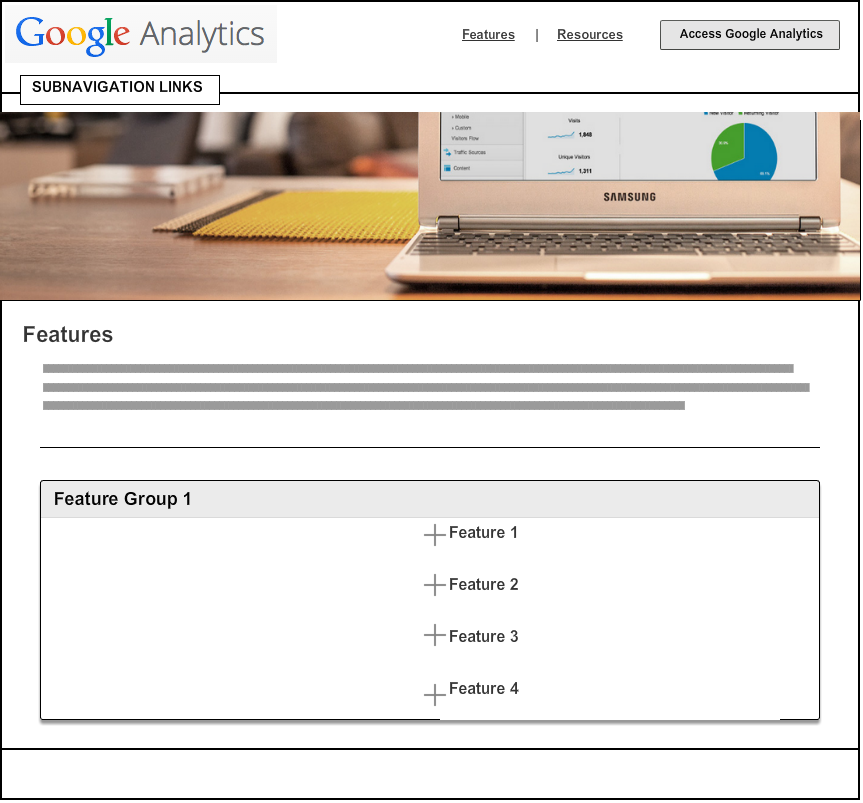 Google Analytics
Features | Resources
Access Google Analytics
SUBNAVIGATION LINKS
› Mobile
› Custom
Visitors Flow
Traffic Sources
Content
Visits
1,848
Unique Visitors
1,311
New Visitor Returning Visitor
SAMSUNG
Features
Feature Group 1
Feature 1
Feature 2
Feature 3
Feature 4